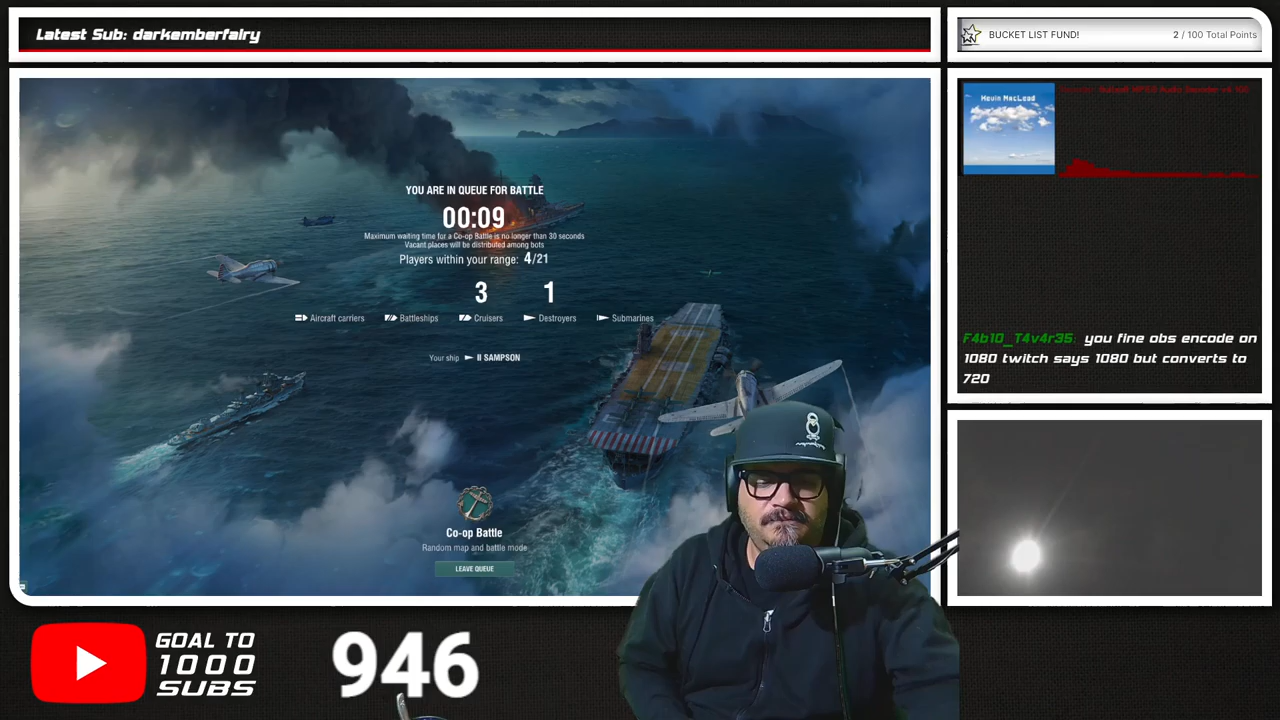 Latest Sub: darkemberfairy
BUCKET LIST FUND!
2 / 100 Total Points
Kevin MacLeod
YOU ARE IN QUEUE FOR BATTLE
00:09
Maximum waiting time for a Co-op Battle is no longer than 30 seconds
Vacant places will be distributed among bots
Players within your range: 4/21
3 1
Aircraft carriers Battleships Cruisers Destroyers Submarines
Your ship II SAMPSON
Co-op Battle
Random map and battle mode
LEAVE QUEUE
F4b10_T4v4r35: you fine obs encode on
1080 twitch says 1080 but converts to
720
GOAL TO
1000
SUBS
946